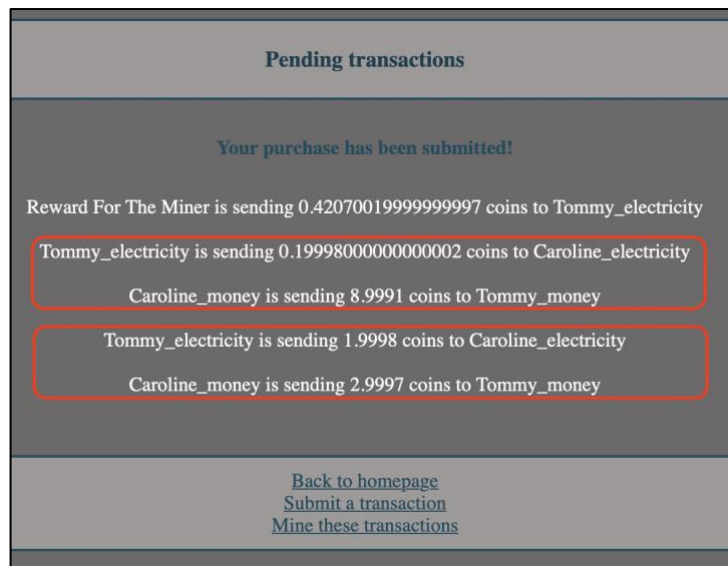 Pending transactions
Your purchase has been submitted!
Reward For The Miner is sending 0.42070019999999997 coins to Tommy_electricity
Tommy_electricity is sending 0.19998000000000002 coins to Caroline_electricity
Caroline_money is sending 8.9991 coins to Tommy_money
Tommy_electricity is sending 1.9998 coins to Caroline_electricity
Caroline_money is sending 2.9997 coins to Tommy_money
Back to homepage
Submit a transaction
Mine these transactions